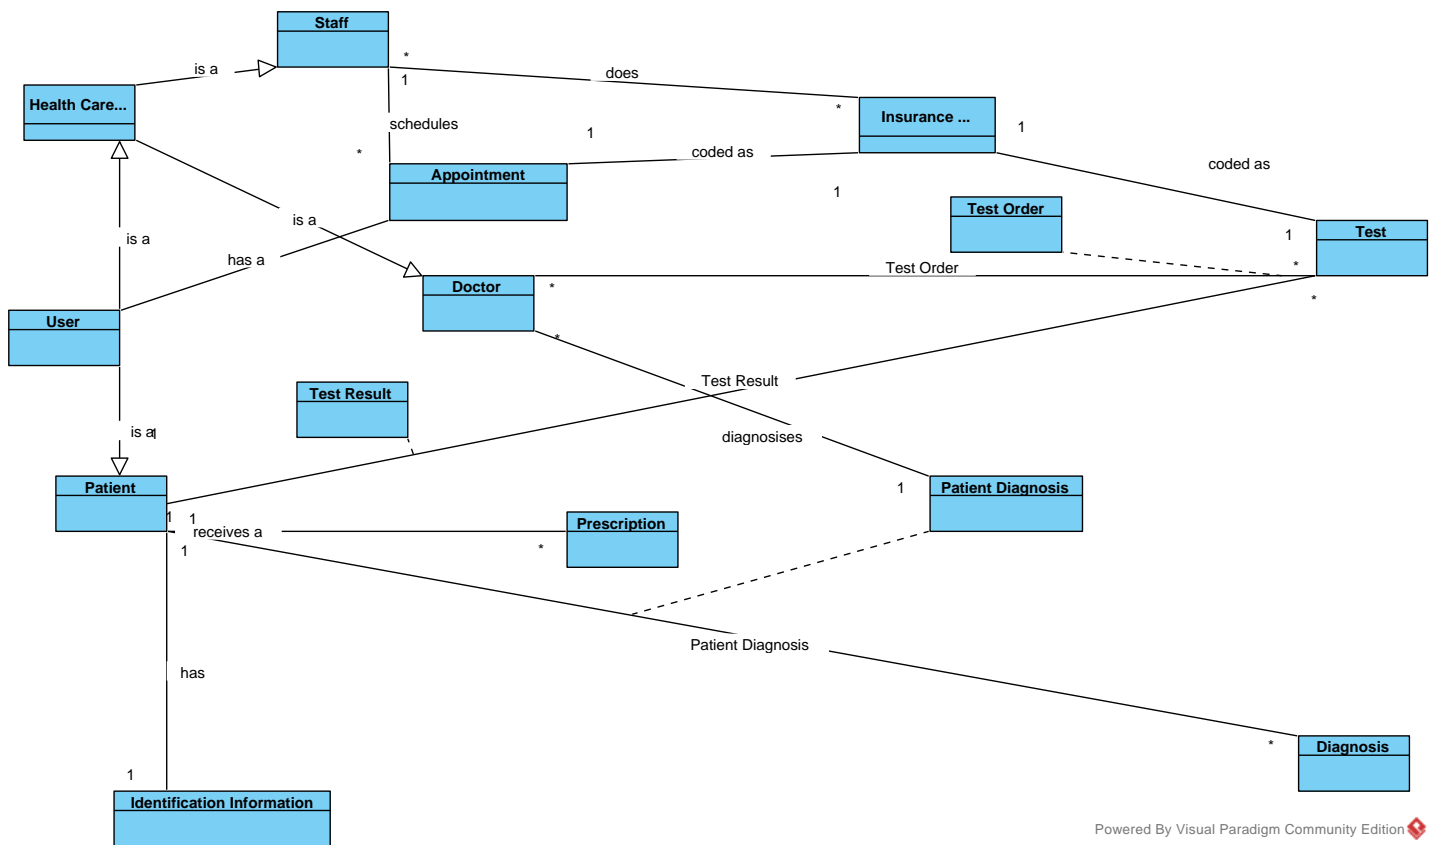 Staff
*
is a
1
does
Health Care...
*
Insurance ...
schedules
1
1
*
coded as
coded as
Appointment
1
Test Order
is a
Test
1
is a
has a
*
Test Order
Doctor
*
*
User
*
Test Result
Test Result
is a
1
diagnosises
Patient
1
Patient Diagnosis
1
1
receives a
Prescription
1
*
Patient Diagnosis
has
*
Diagnosis
1
Identification Information
Powered By Visual Paradigm Community Edition